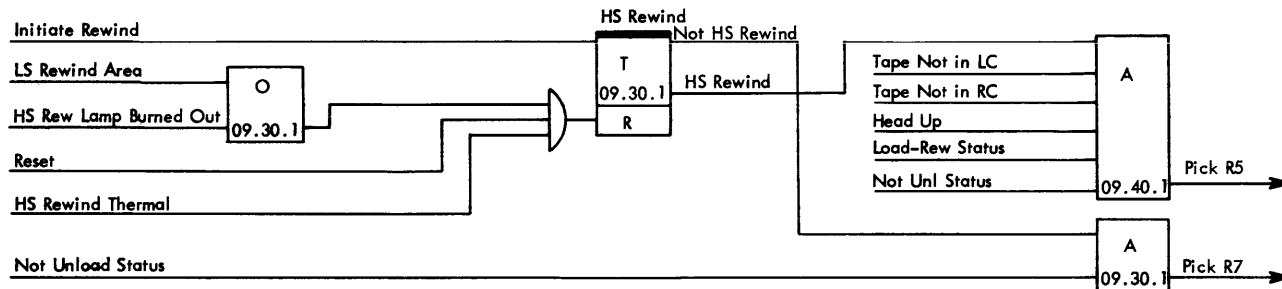 HS Rewind
Initiate Rewind
Not HS Rewind
LS Rewind Area
O
T
A
Tape Not in LC
HS Rewind
09.30.1
Tape Not in RC
HS Rew Lamp Burned Out
09.30.1
R
Head Up
Reset
Load-Rew Status
Pick R5
Not Unl Status
09.40.1
HS Rewind Thermal
A
Not Unload Status
09.30.1
Pick R7